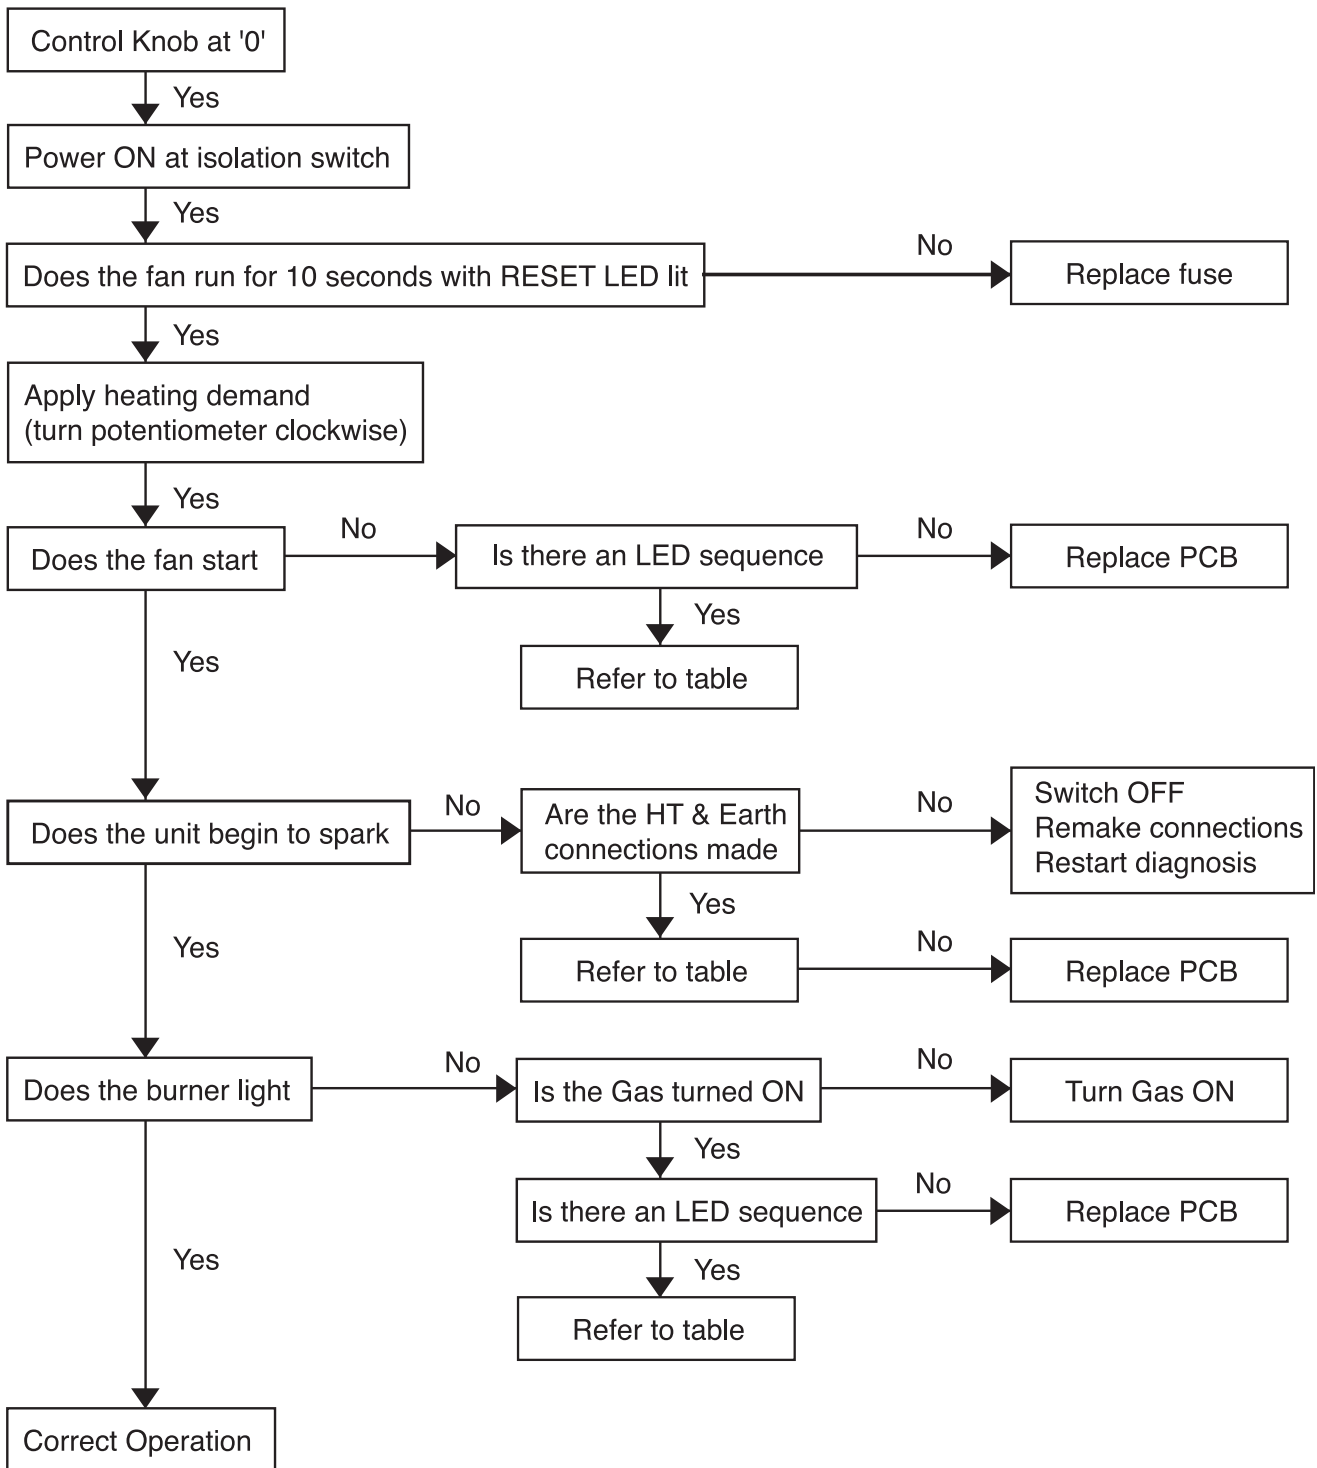 Control Knob at '0'
Yes
Power ON at isolation switch
Yes
Does the fan run for 10 seconds with RESET LED lit
No
Replace fuse
Yes
Apply heating demand
(turn potentiometer clockwise)
Yes
Does the fan start
No
Is there an LED sequence
No
Replace PCB
Yes
Refer to table
Yes
Does the unit begin to spark
No
Are the HT & Earth
connections made
No
Switch OFF
Remake connections
Restart diagnosis
Yes
Refer to table
No
Replace PCB
Yes
Does the burner light
No
Is the Gas turned ON
No
Turn Gas ON
Yes
Is there an LED sequence
No
Replace PCB
Yes
Refer to table
Yes
Correct Operation